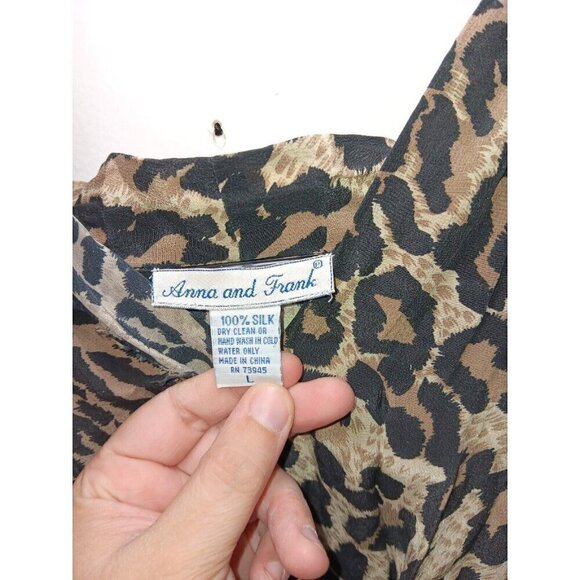 Anna and Frank®
100% SILK
DRY CLEAN OR
HAND WASH IN COLD
WATER ONLY
MADE IN CHINA
RN 73945
L